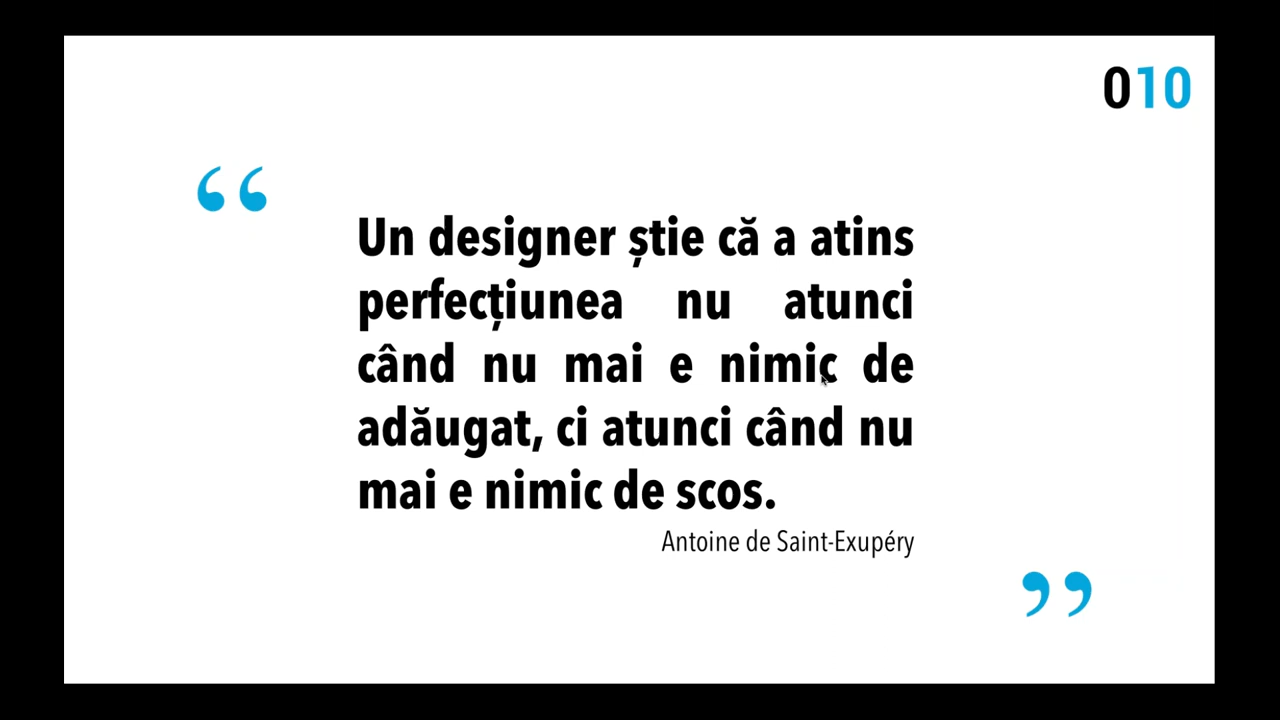 010
“
Un designer știe că a atins
perfecțiunea nu atunci
când nu mai e nimic de
adăugat, ci atunci când nu
mai e nimic de scos.
Antoine de Saint-Exupéry
”